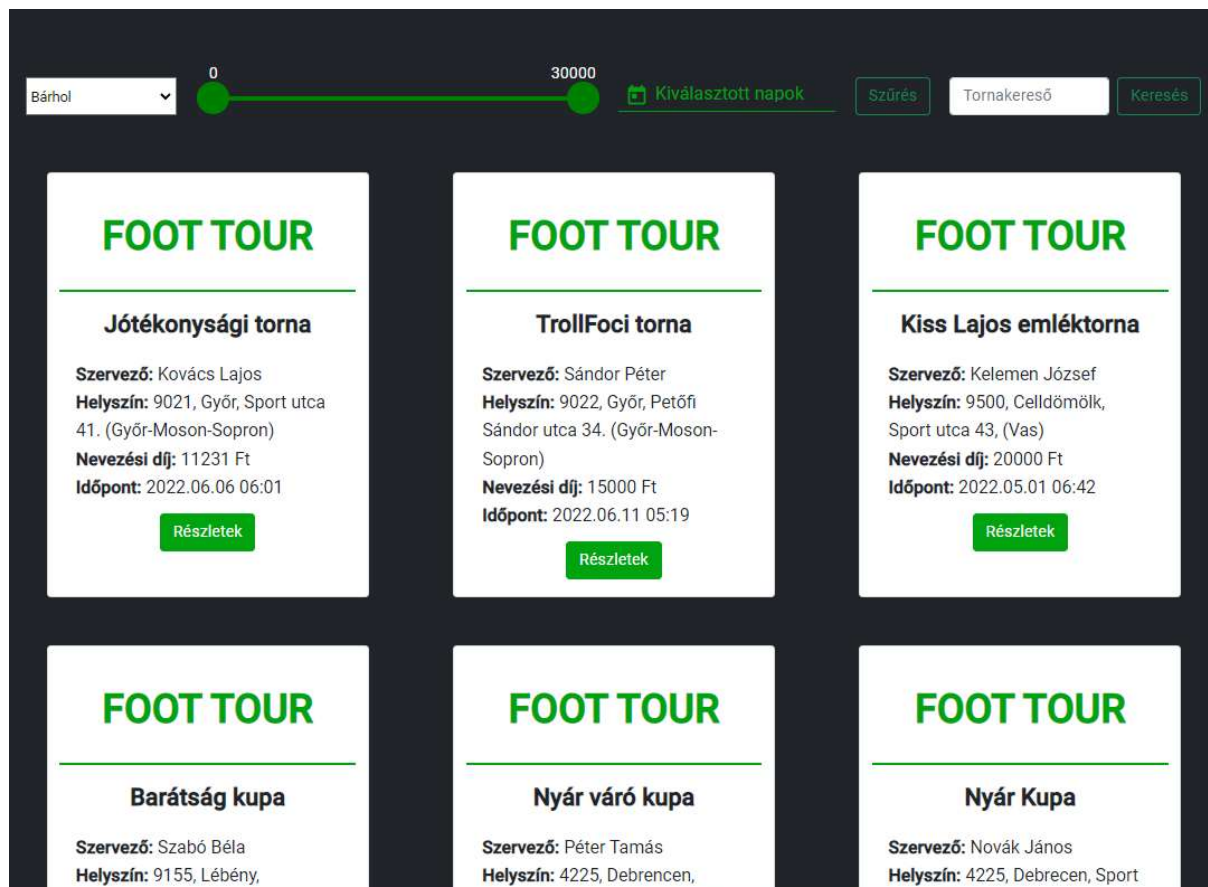 0 30000
Bárhol Kiválasztott napok Szűrés Tornakereső Keresés
FOOT TOUR
Jótékonysági torna
Szervező: Kovács Lajos
Helyszín: 9021, Győr, Sport utca
41. (Győr-Moson-Sopron)
Nevezési díj: 11231 Ft
Időpont: 2022.06.06 06:01
Részletek
FOOT TOUR
TrollFoci torna
Szervező: Sándor Péter
Helyszín: 9022, Győr, Petőfi
Sándor utca 34. (Győr-Moson-
Sopron)
Nevezési díj: 15000 Ft
Időpont: 2022.06.11 05:19
Részletek
FOOT TOUR
Kiss Lajos emléktorna
Szervező: Kelemen József
Helyszín: 9500, Celldömölk,
Sport utca 43, (Vas)
Nevezési díj: 20000 Ft
Időpont: 2022.05.01 06:42
Részletek
FOOT TOUR
Barátság kupa
Szervező: Szabó Béla
Helyszín: 9155, Lébény,
FOOT TOUR
Nyár váró kupa
Szervező: Péter Tamás
Helyszín: 4225, Debrencen,
FOOT TOUR
Nyár Kupa
Szervező: Novák János
Helyszín: 4225, Debrecen, Sport